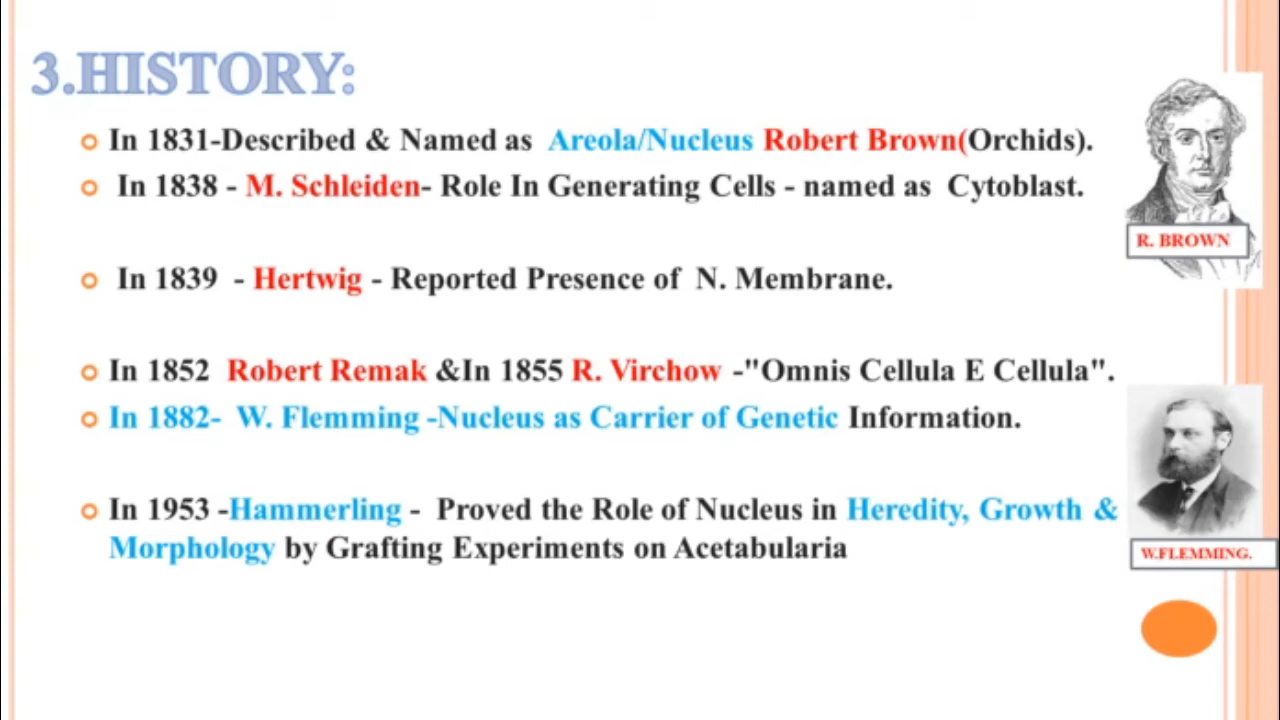 3.HISTORY:
In 1831-Described & Named as Areola/Nucleus Robert Brown(Orchids).
In 1838 - M. Schleiden- Role In Generating Cells - named as Cytoblast.
R. BROWN
In 1839 - Hertwig - Reported Presence of N. Membrane.
In 1852 Robert Remak &In 1855 R. Virchow -"Omnis Cellula E Cellula".
In 1882- W. Flemming -Nucleus as Carrier of Genetic Information.
In 1953 -Hammerling - Proved the Role of Nucleus in Heredity, Growth &
Morphology by Grafting Experiments on Acetabularia
W.FLEMMING.